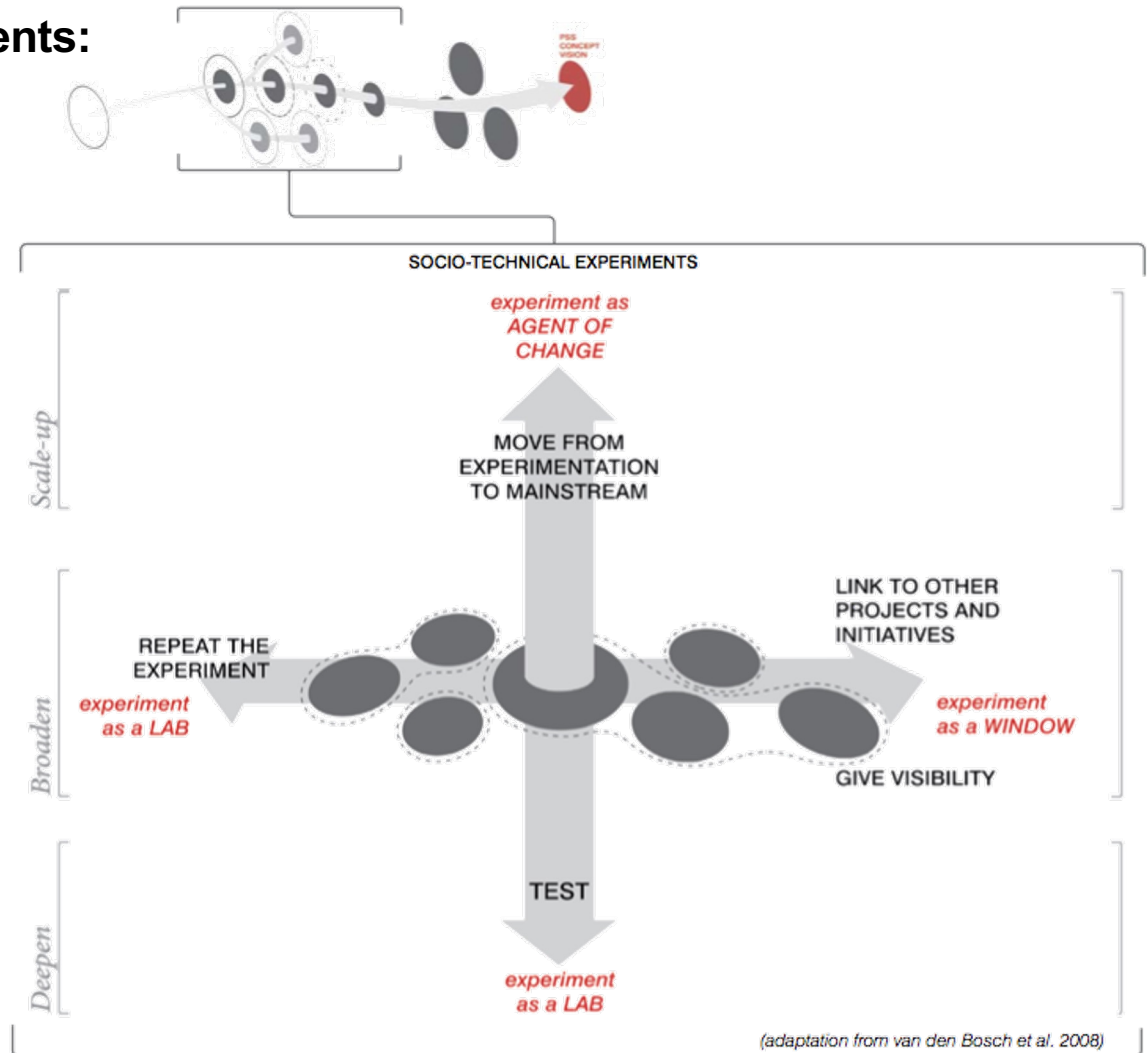 ents:
PSS
CONCEPT
VISION
SOCIO-TECHNICAL EXPERIMENTS
experiment as
AGENT OF
CHANGE
Scale-up
MOVE FROM
EXPERIMENTATION
TO MAINSTREAM
LINK TO OTHER
PROJECTS AND
INITIATIVES
REPEAT THE
EXPERIMENT
experiment
as a LAB
Broaden
experiment
as a WINDOW
GIVE VISIBILITY
TEST
Deepen
experiment
as a LAB
(adaptation from van den Bosch et al. 2008)